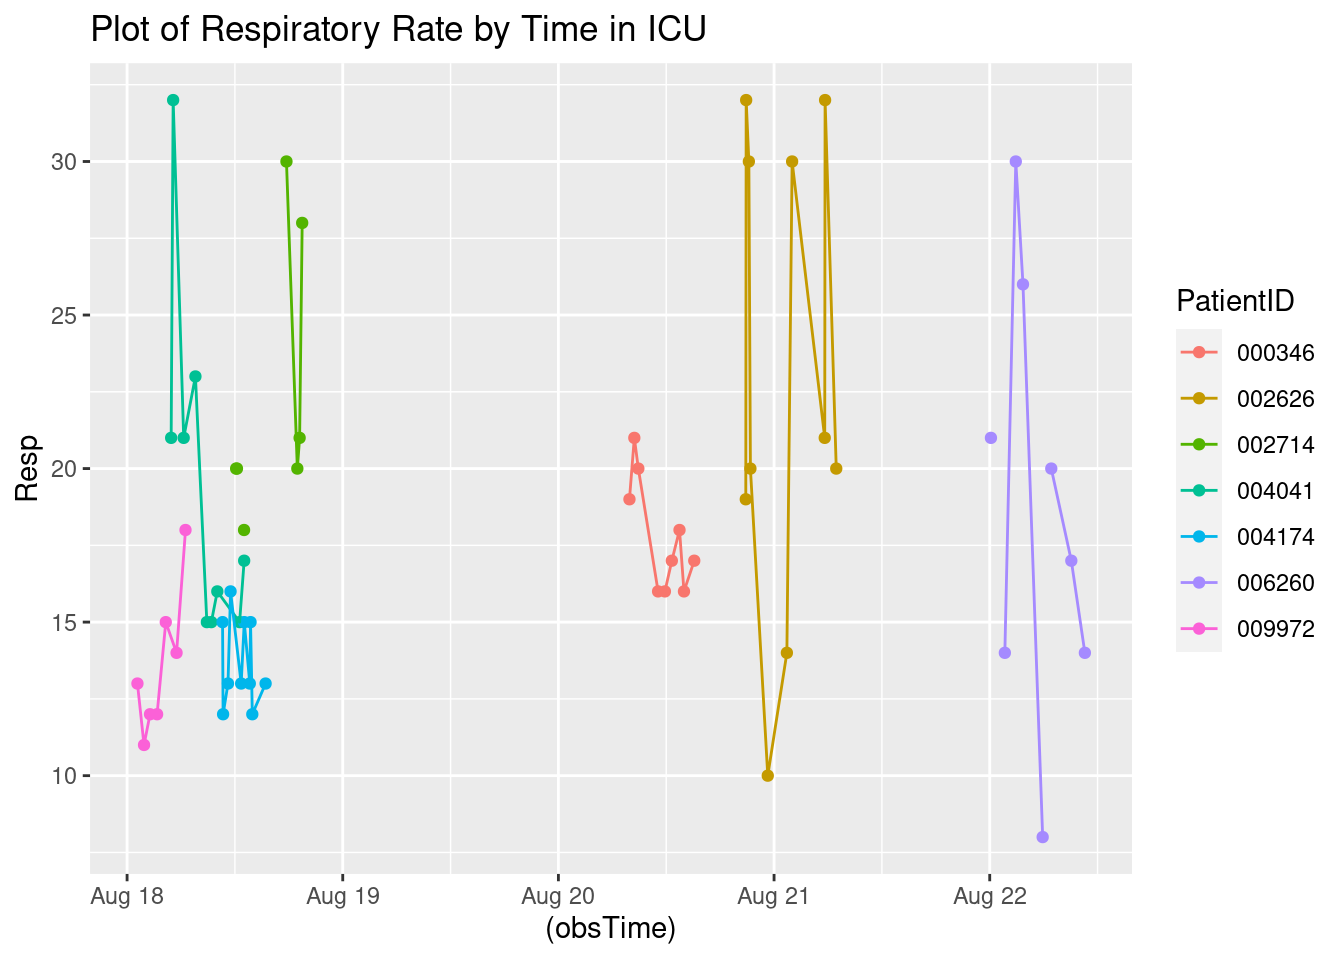 Plot of Respiratory Rate by Time in ICU
Resp
30
25
20
15
10
Aug 18
Aug 19
Aug 20
Aug 21
Aug 22
(obsTime)
PatientID
000346
002626
002714
004041
004174
006260
009972